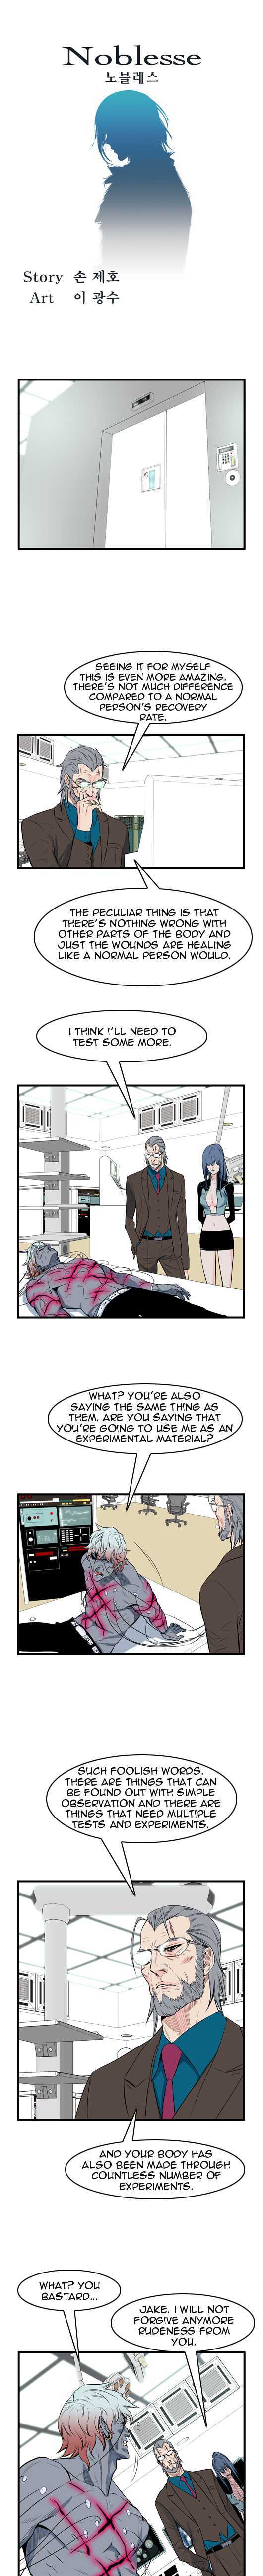 Noblesse
노블레스
Story 손 제호
Art 이 광수
SEEING IT FOR MYSELF
THIS IS EVEN MORE AMAZING.
THERE'S NOT MUCH DIFFERENCE
COMPARED TO A NORMAL
PERSON'S RECOVERY
RATE.
THE PECULIAR THING IS THAT
THERE'S NOTHING WRONG WITH
OTHER PARTS OF THE BODY AND
JUST THE WOUNDS ARE HEALING
LIKE A NORMAL PERSON WOULD.
I THINK I'LL NEED TO
TEST SOME MORE.
WHAT? YOU'RE ALSO
SAYING THE SAME THING AS
THEM. ARE YOU SAYING THAT
YOU'RE GOING TO USE ME AS AN
EXPERIMENTAL MATERIAL?
SUCH FOOLISH WORDS.
THERE ARE THINGS THAT CAN
BE FOUND OUT WITH SIMPLE
OBSERVATION AND THERE ARE
THINGS THAT NEED MULTIPLE
TESTS AND EXPERIMENTS.
AND YOUR BODY HAS
ALSO BEEN MADE THROUGH
COUNTLESS NUMBER OF
EXPERIMENTS.
WHAT? YOU
BASTARD...
JAKE. I WILL NOT
FORGIVE ANYMORE
RUDENESS FROM
YOU.